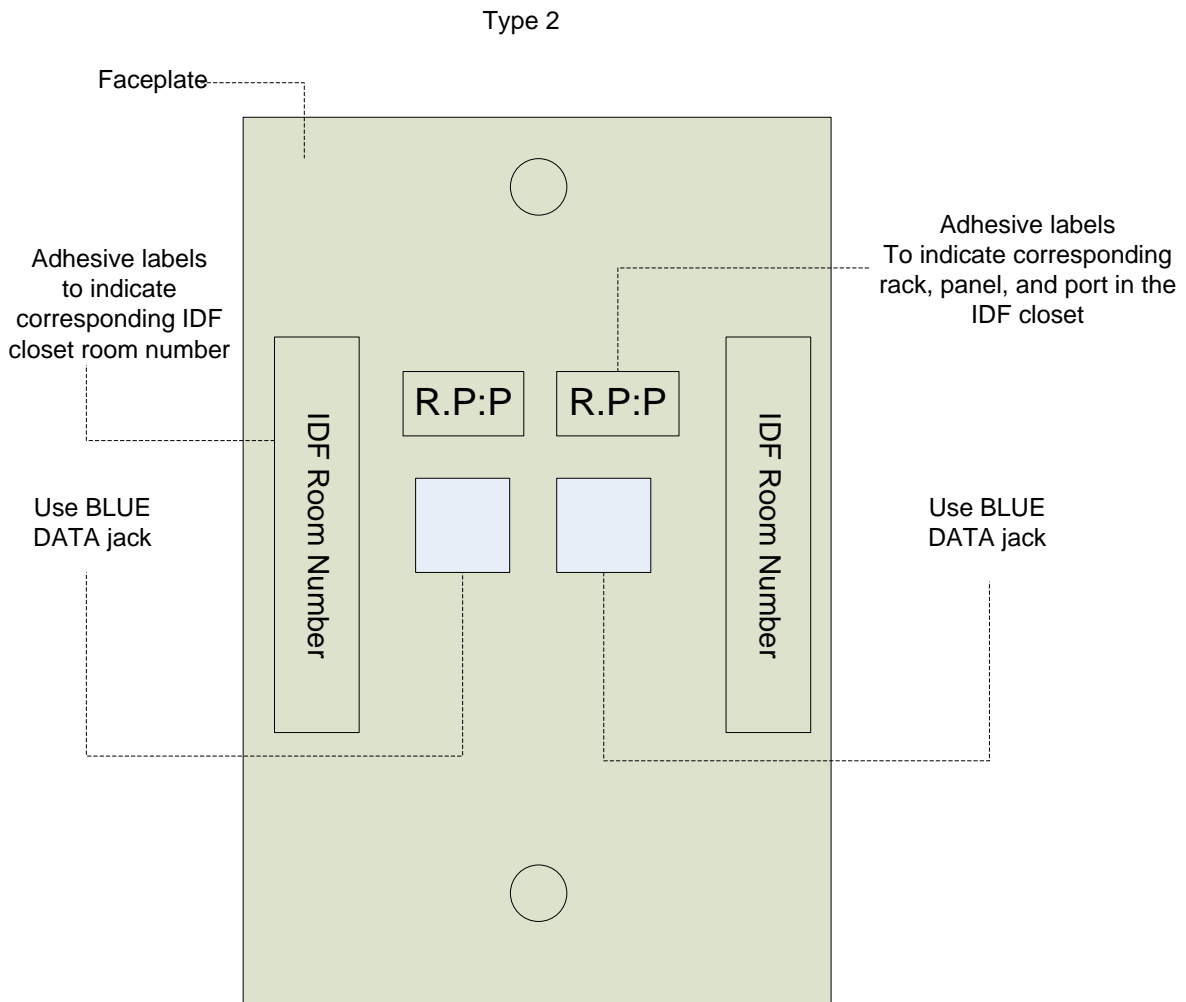 Type 2
Faceplate
Adhesive labels
to indicate
corresponding IDF
closet room number
Adhesive labels
To indicate corresponding
rack, panel, and port in the
IDF closet
R.P:P
R.P:P
IDF Room Number
IDF Room Number
Use BLUE
DATA jack
Use BLUE
DATA jack